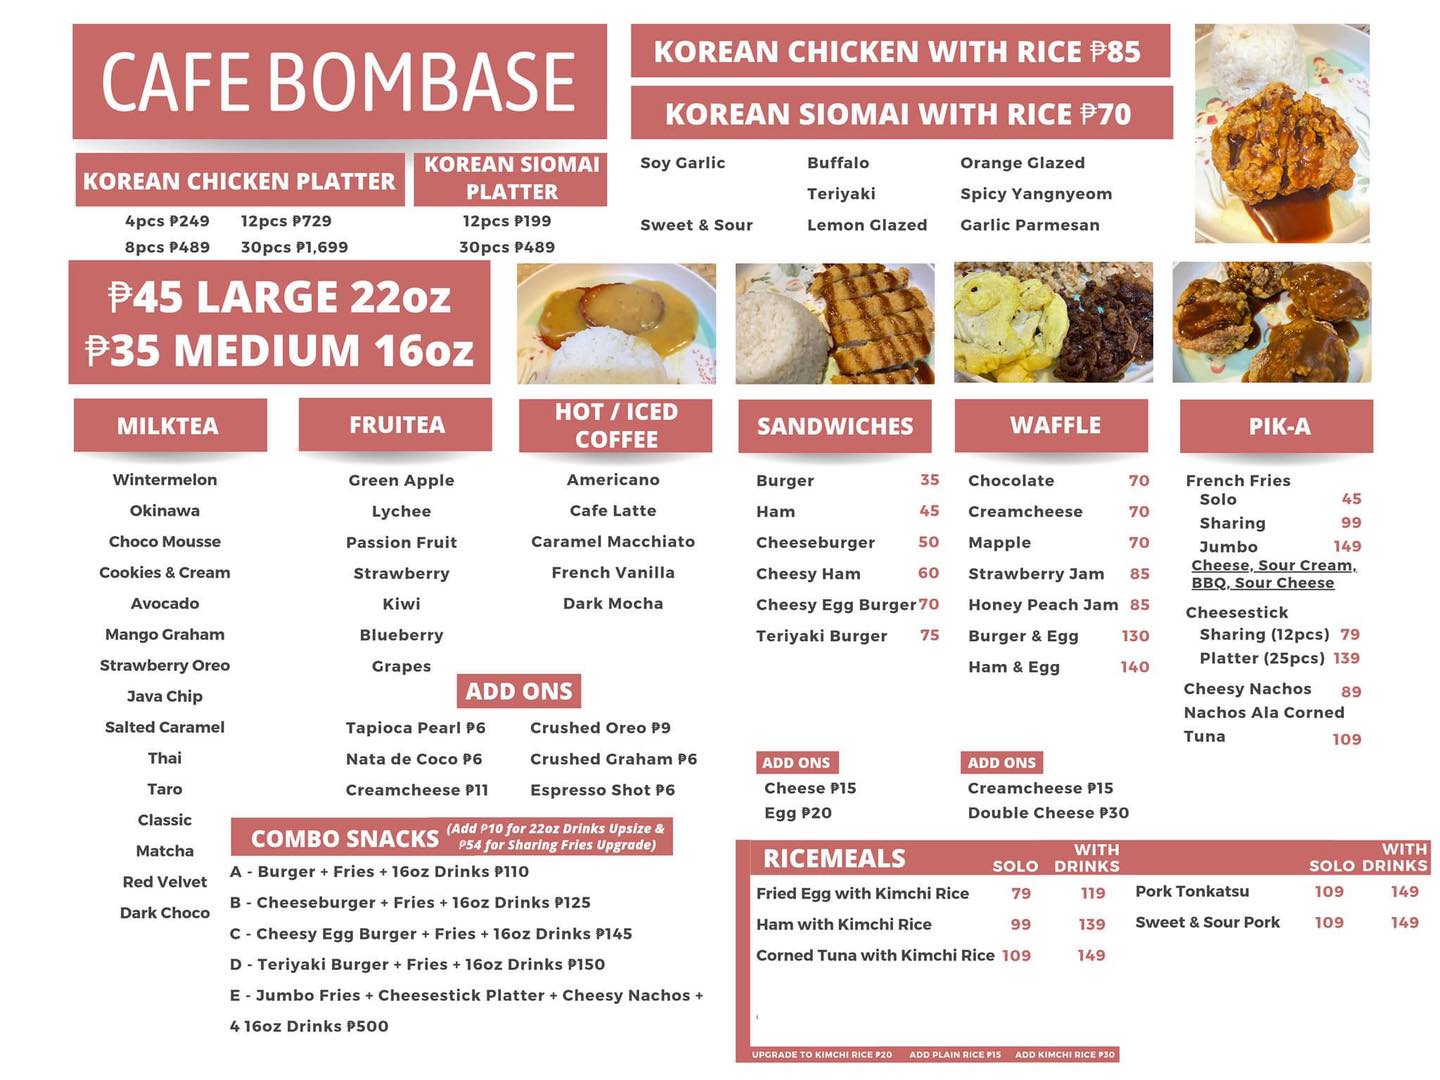 CAFE BOMBASE
KOREAN CHICKEN WITH RICE ₱85
KOREAN SIOMAI WITH RICE ₱70
Soy Garlic Buffalo Orange Glazed
Teriyaki Spicy Yangnyeom
Sweet & Sour Lemon Glazed Garlic Parmesan
KOREAN CHICKEN PLATTER
4pcs ₱249 12pcs ₱729
8pcs ₱489 30pcs ₱1,699
KOREAN SIOMAI
PLATTER
12pcs ₱199
30pcs ₱489
₱45 LARGE 22oz
₱35 MEDIUM 16oz
MILKTEA
Wintermelon
Okinawa
Choco Mousse
Cookies & Cream
Avocado
Mango Graham
Strawberry Oreo
Java Chip
Salted Caramel
Thai
Taro
Classic
Matcha
Red Velvet
Dark Choco
FRUITEA
Green Apple
Lychee
Passion Fruit
Strawberry
Kiwi
Blueberry
Grapes
HOT / ICED
COFFEE
Americano
Cafe Latte
Caramel Macchiato
French Vanilla
Dark Mocha
ADD ONS
Tapioca Pearl ₱6 Crushed Oreo ₱9
Nata de Coco ₱6 Crushed Graham ₱6
Creamcheese ₱11 Espresso Shot ₱6
COMBO SNACKS
(Add ₱10 for 22oz Drinks Upsize &
₱54 for Sharing Fries Upgrade)
A - Burger + Fries + 16oz Drinks ₱110
B - Cheeseburger + Fries + 16oz Drinks ₱125
C - Cheesy Egg Burger + Fries + 16oz Drinks ₱145
D - Teriyaki Burger + Fries + 16oz Drinks ₱150
E - Jumbo Fries + Cheesestick Platter + Cheesy Nachos +
4 16oz Drinks ₱500
SANDWICHES
Burger 35
Ham 45
Cheeseburger 50
Cheesy Ham 60
Cheesy Egg Burger 70
Teriyaki Burger 75
ADD ONS
Cheese ₱15
Egg ₱20
WAFFLE
Chocolate 70
Creamcheese 70
Mapple 70
Strawberry Jam 85
Honey Peach Jam 85
Burger & Egg 130
Ham & Egg 140
ADD ONS
Creamcheese ₱15
Double Cheese ₱30
PIK-A
French Fries
Solo 45
Sharing 99
Jumbo 149
Cheese, Sour Cream,
BBQ, Sour Cheese
Cheesestick
Sharing (12pcs) 79
Platter (25pcs) 139
Cheesy Nachos 89
Nachos Ala Corned
Tuna 109
RICEMEALS SOLO WITH DRINKS SOLO WITH DRINKS
Fried Egg with Kimchi Rice 79 119 Pork Tonkatsu 109 149
Ham with Kimchi Rice 99 139 Sweet & Sour Pork 109 149
Corned Tuna with Kimchi Rice 109 149
UPGRADE TO KIMCHI RICE ₱20 ADD PLAIN RICE ₱15 ADD KIMCHI RICE ₱30